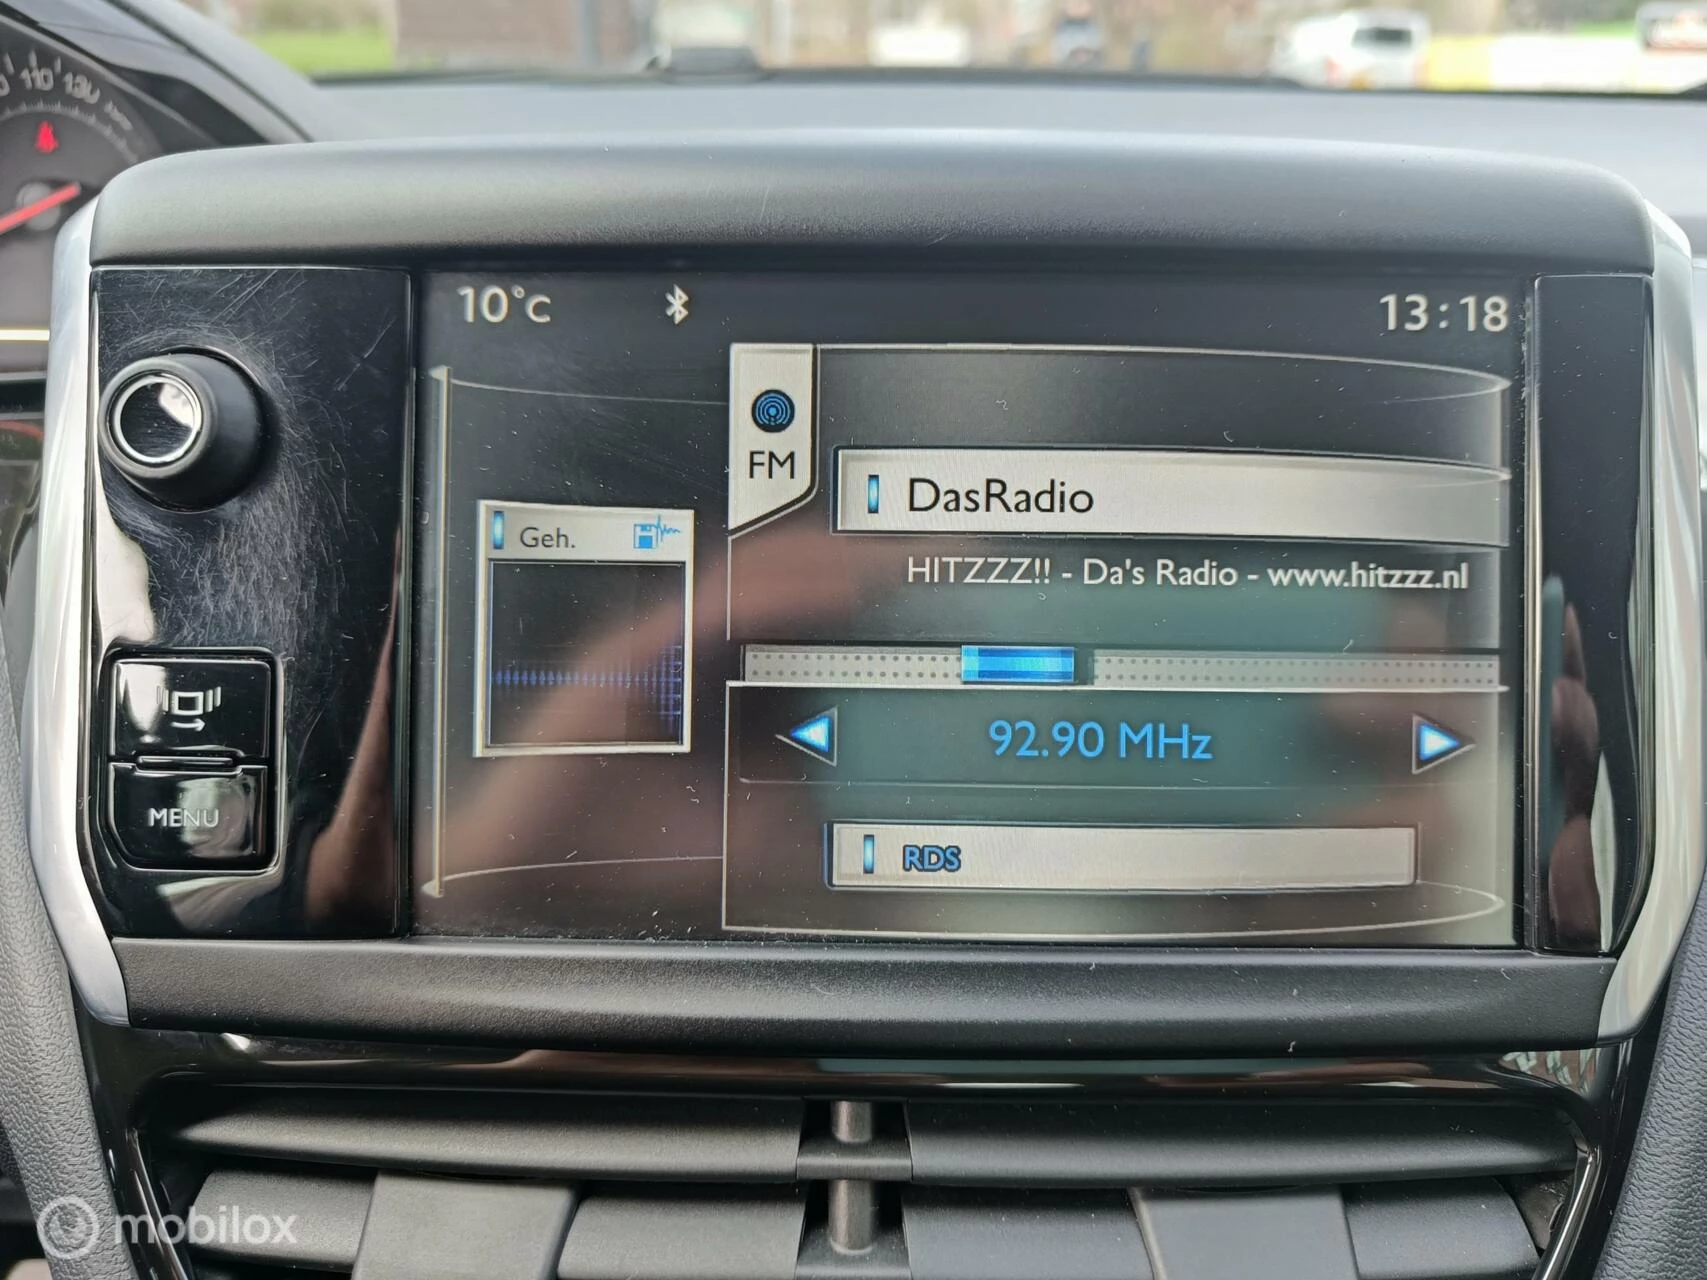 110 130
10°C
13:18
FM
DasRadio
Geh.
HITZZZ!! - Da's Radio - www.hitzzz.nl
92.90 MHz
MENU
RDS
mobilox